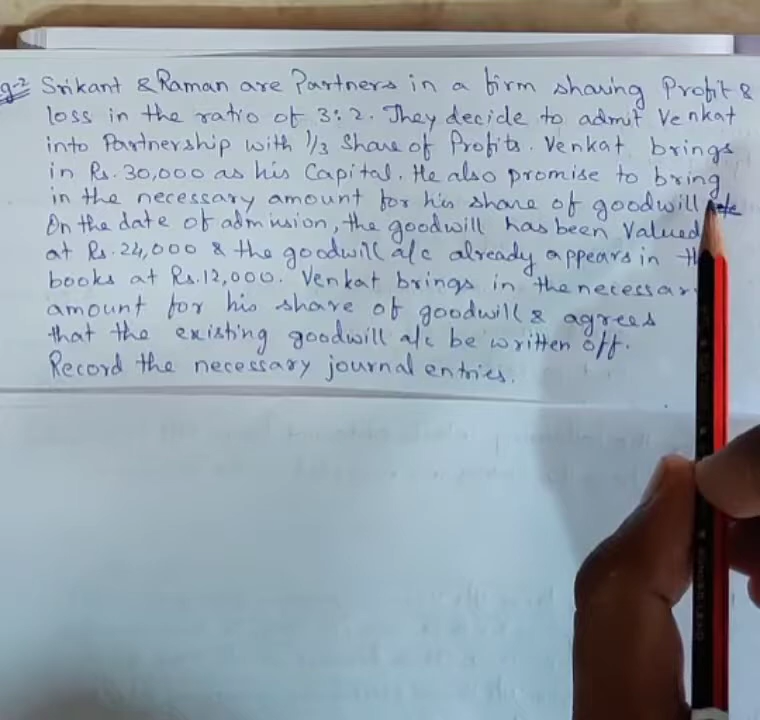 g-2 Srikant & Raman are Partners in a firm sharing Profit &
loss in the ratio of 3:2. They decide to admit Venkat
into Partnership with 1/3 Share of Profits. Venkat brings
in Rs. 30,000 as his Capital. He also promise to bring
in the necessary amount for his share of goodwill
On the date of admission, the goodwill has been Valued
at Rs. 24,000 & the goodwill a/c already appears in th
books at Rs. 12,000. Venkat brings in the necessar
amount for his share of goodwill & agrees
that the existing goodwill a/c be written off.
Record the necessary journal entries.